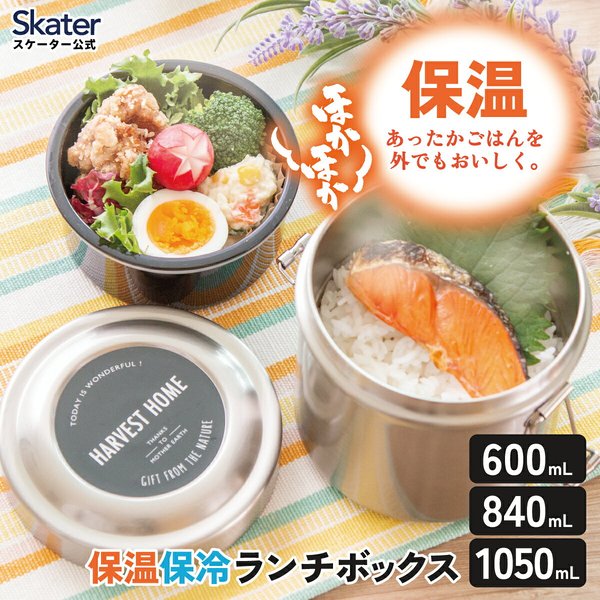 Skater
スケーター公式
保温
あったかごはんを
外でもおいしく。
ほかほか
TODAY IS WONDERFUL !
HARVEST HOME
THANKS
TO
MOTHER EARTH
GIFT FROM THE NATURE
600mL
840mL
1050mL
保温保冷ランチボックス